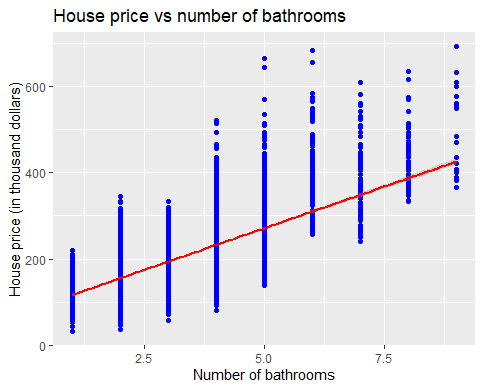 House price vs number of bathrooms
House price (in thousand dollars)
600
400
200
0
2.5
5.0
7.5
Number of bathrooms